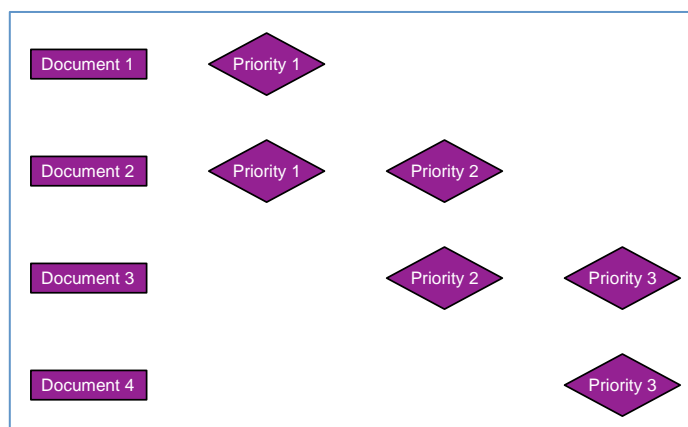 Document 1
Priority 1
Document 2
Priority 1
Priority 2
Document 3
Priority 2
Priority 3
Document 4
Priority 3